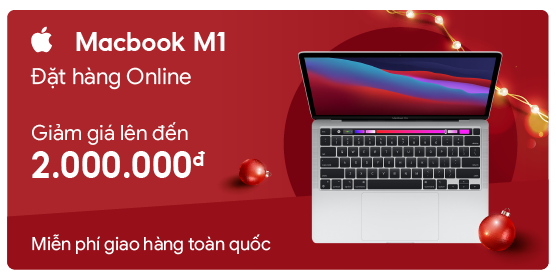 Macbook M1
Đặt hàng Online
Giảm giá lên đến
2.000.000đ
Miễn phí giao hàng toàn quốc